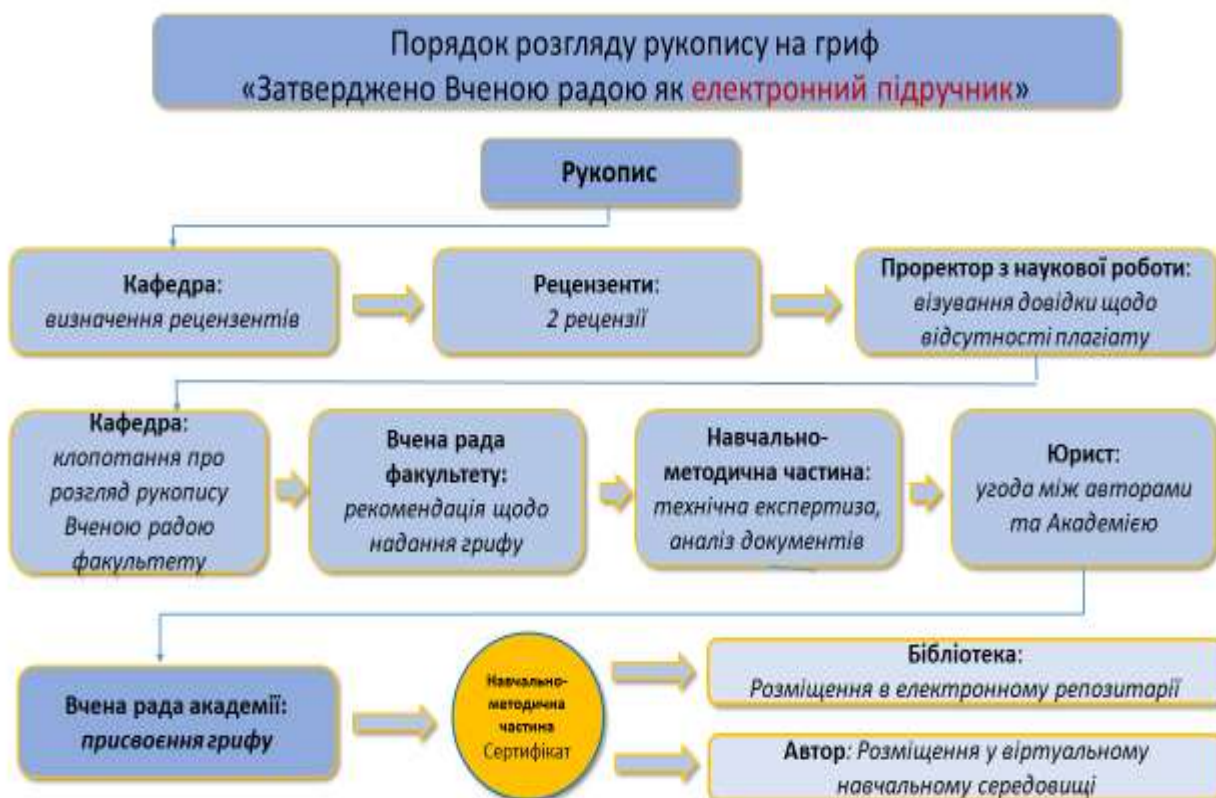 Порядок розгляду рукопису на гриф
«Затверджено Вченою радою як електронний підручник»
Рукопис
Кафедра:
визначення рецензентів
Рецензенти:
2 рецензії
Проректор з наукової роботи:
візування довідки щодо
відсутності плагіату
Кафедра:
клопотання про
розгляд рукопису
Вченою радою
факультету
Вчена рада
факультету:
рекомендація щодо
надання грифу
Навчально-
методична частина:
технічна експертиза,
аналіз документів
Юрист:
угода між авторами
та Академією
Вчена рада академії:
присвоєння грифу
Навчально-
методична
частина
Сертифікат
Бібліотека:
Розміщення в електронному репозитарії
Автор: Розміщення у віртуальному
навчальному середовищі